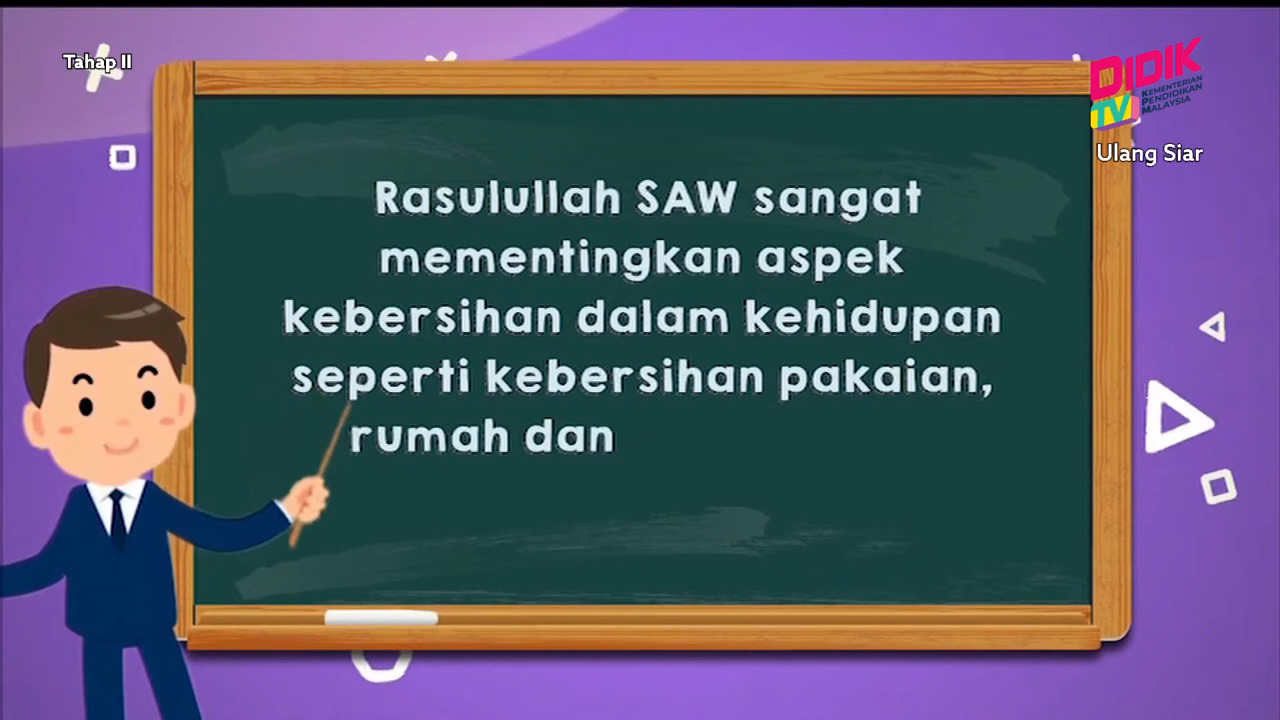 Tahap II
DIDIK
TV
KEMENTERIAN
PENDIDIKAN
MALAYSIA
Ulang Siar
Rasulullah SAW sangat
mementingkan aspek
kebersihan dalam kehidupan
seperti kebersihan pakaian,
rumah dan